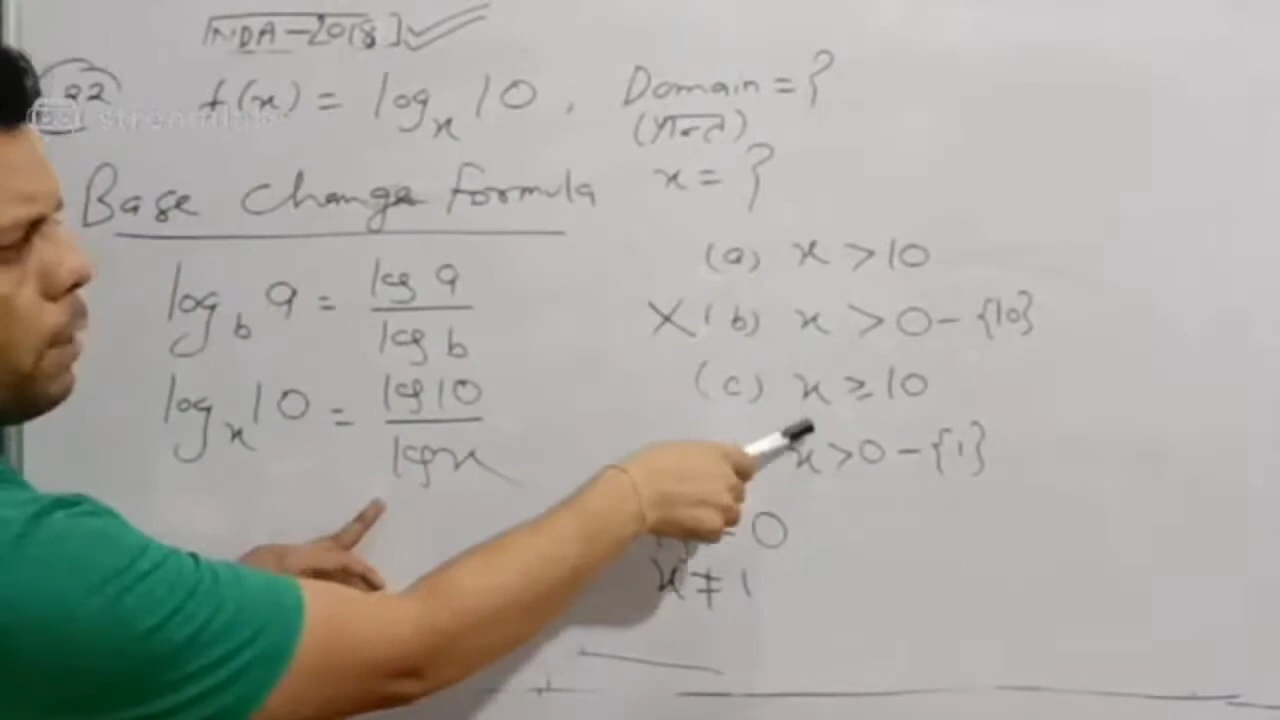 NDA-2018]
22 f(x) = log_x 10, Domain = ?
(प्रान्त)
Base Change formula x = ?
log_b a = log a / log b
log_x 10 = log 10 / log x
(a) x > 10
X (b) x > 0 - {10}
(c) x ≥ 10
x > 0 - {1}
= 0
x ≠ 1